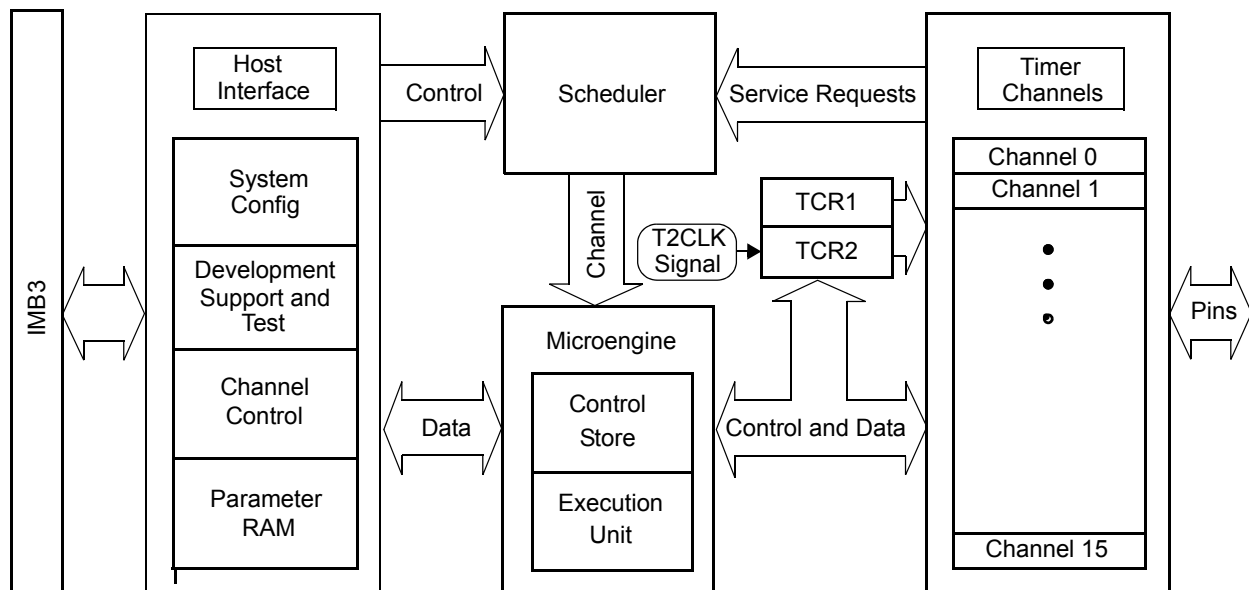 IMB3
Host
Interface
System
Config
Development
Support and
Test
Channel
Control
Parameter
RAM
Control
Data
Scheduler
Channel
Microengine
Control
Store
Execution
Unit
Service Requests
T2CLK
Signal
TCR1
TCR2
Control and Data
Timer
Channels
Channel 0
Channel 1
Channel 15
Pins